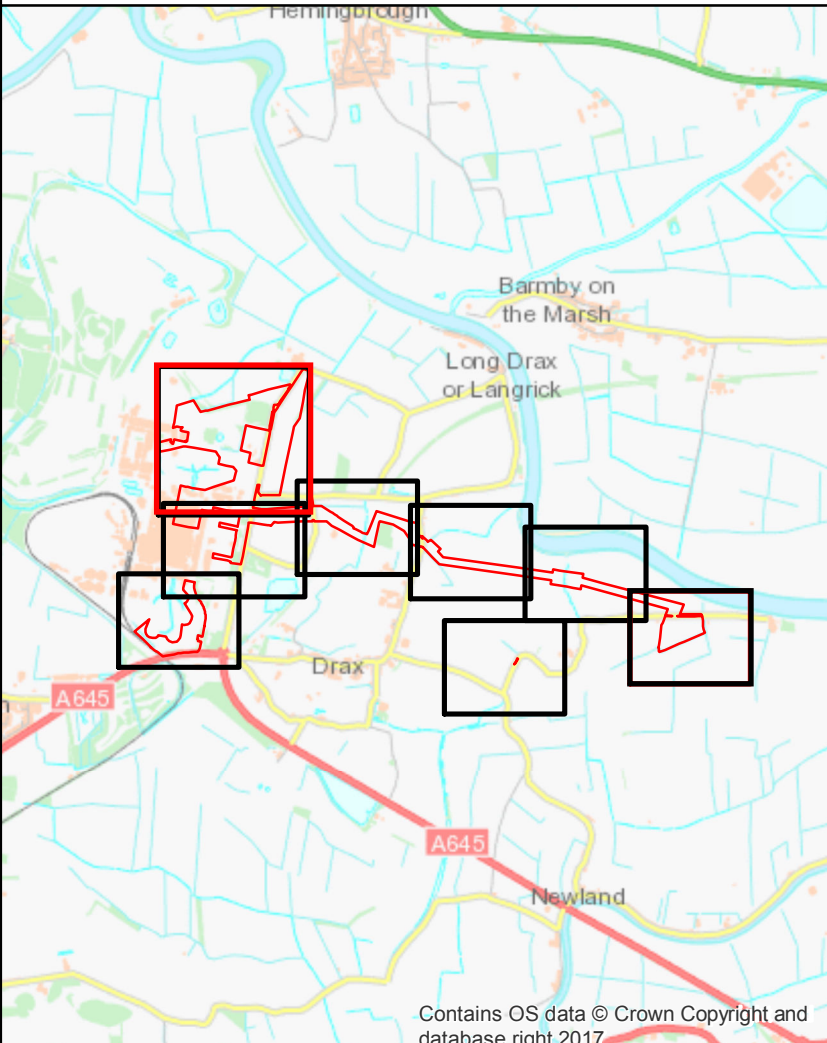 Hemingbrough
Barmby on
the Marsh
Long Drax
or Langrick
Drax
A645
A645
Newland
Contains OS data © Crown Copyright and
database right 2017